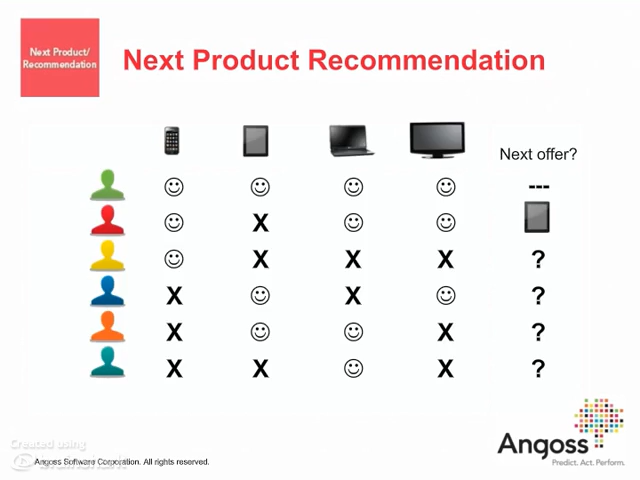 Next Product/
Recommendation
Next Product Recommendation
Next offer?
---
X
X X X ?
X X ?
X X ?
X X X ?
Created using
Angoss
Predict. Act. Perform.
Angoss Software Corporation. All rights reserved.